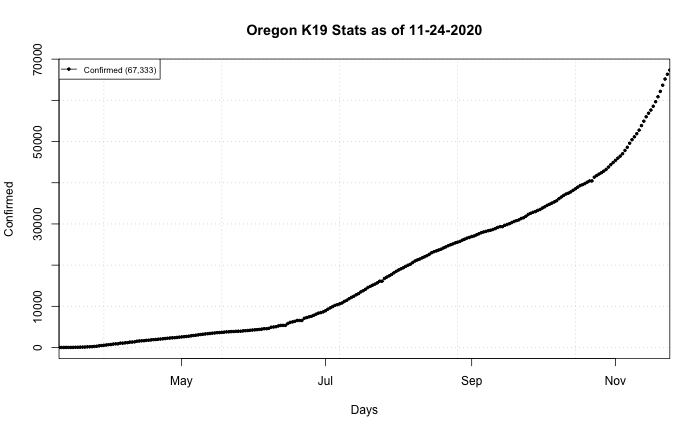 Oregon K19 Stats as of 11-24-2020
Confirmed (67,333)
70000
50000
30000
10000
0
Confirmed
May
Jul
Sep
Nov
Days